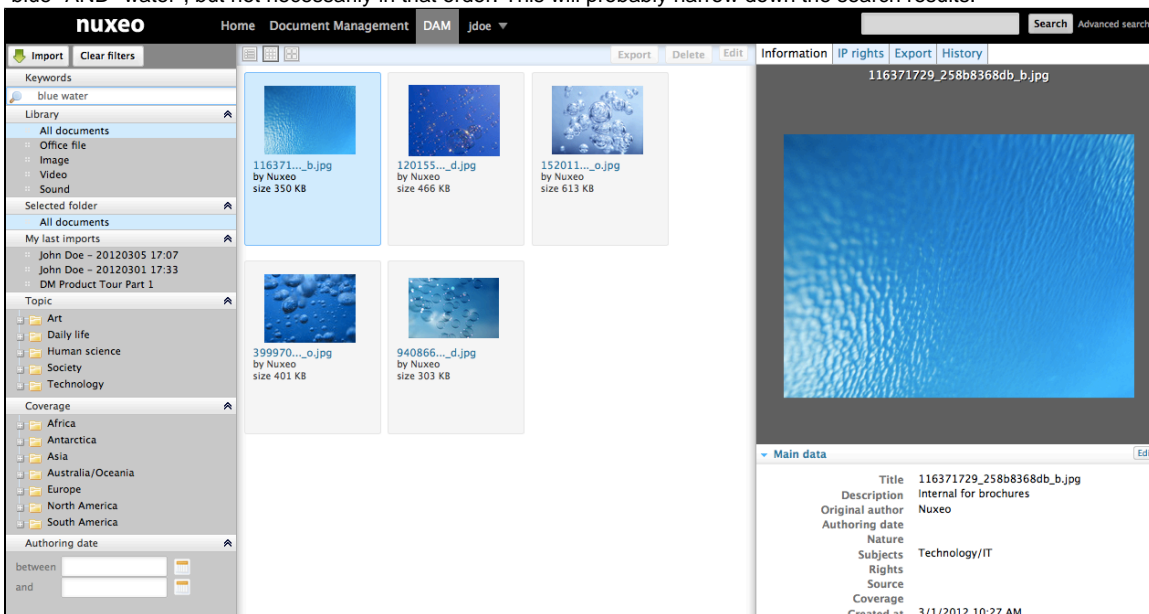 "blue" AND "water", but not necessarily in that order. This will probably narrow down the search results.
nuxeo
Home Document Management DAM jdoe
Search Advanced search
Import Clear filters
Keywords
blue water
Library
All documents
Office file
Image
Video
Sound
Selected folder
All documents
My last imports
John Doe - 20120305 17:07
John Doe - 20120301 17:33
DM Product Tour Part 1
Topic
Art
Daily life
Human science
Society
Technology
Coverage
Africa
Antarctica
Asia
Australia/Oceania
Europe
North America
South America
Authoring date
between
and
Export Delete Edit
116371..._b.jpg
by Nuxeo
size 350 KB
120155..._d.jpg
by Nuxeo
size 466 KB
152011..._o.jpg
by Nuxeo
size 613 KB
399970..._o.jpg
by Nuxeo
size 401 KB
940866..._d.jpg
by Nuxeo
size 303 KB
Information IP rights Export History
116371729_258b8368db_b.jpg
Main data
Title 116371729_258b8368db_b.jpg
Description Internal for brochures
Original author Nuxeo
Authoring date
Nature
Subjects Technology/IT
Rights
Source
Coverage
Created at 3/1/2012 10:27 AM